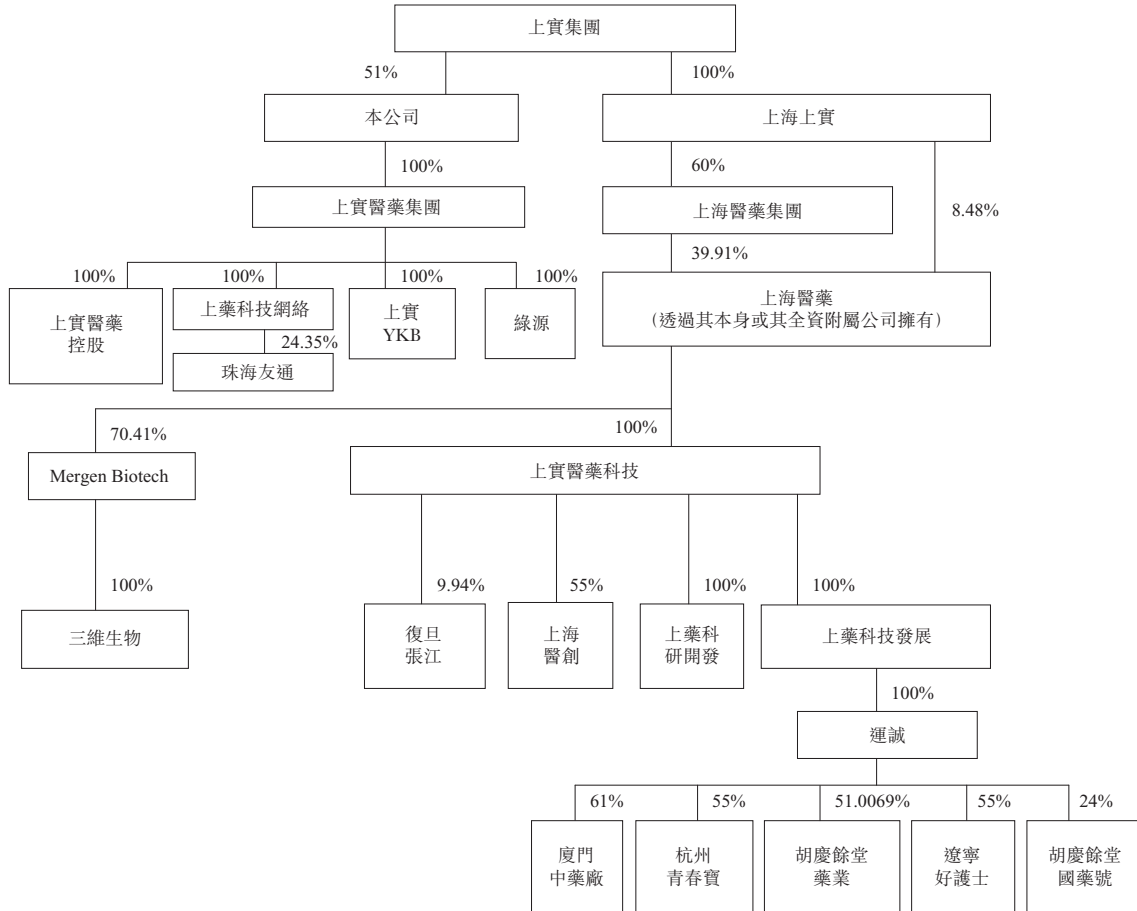 上實集團
51%
100%
本公司
上海上實
100%
60%
上實醫藥集團
上海醫藥集團
8.48%
39.91%
100%
100%
100%
100%
上實醫藥
控股
上藥科技網絡
上實
YKB
綠源
上海醫藥
(透過其本身或其全資附屬公司擁有)
24.35%
珠海友通
70.41%
100%
Mergen Biotech
上實醫藥科技
100%
9.94%
55%
100%
100%
三維生物
復旦
張江
上海
醫創
上藥科
研開發
上藥科技發展
100%
運誠
61%
55%
51.0069%
55%
24%
廈門
中藥廠
杭州
青春寶
胡慶餘堂
藥業
遼寧
好護士
胡慶餘堂
國藥號